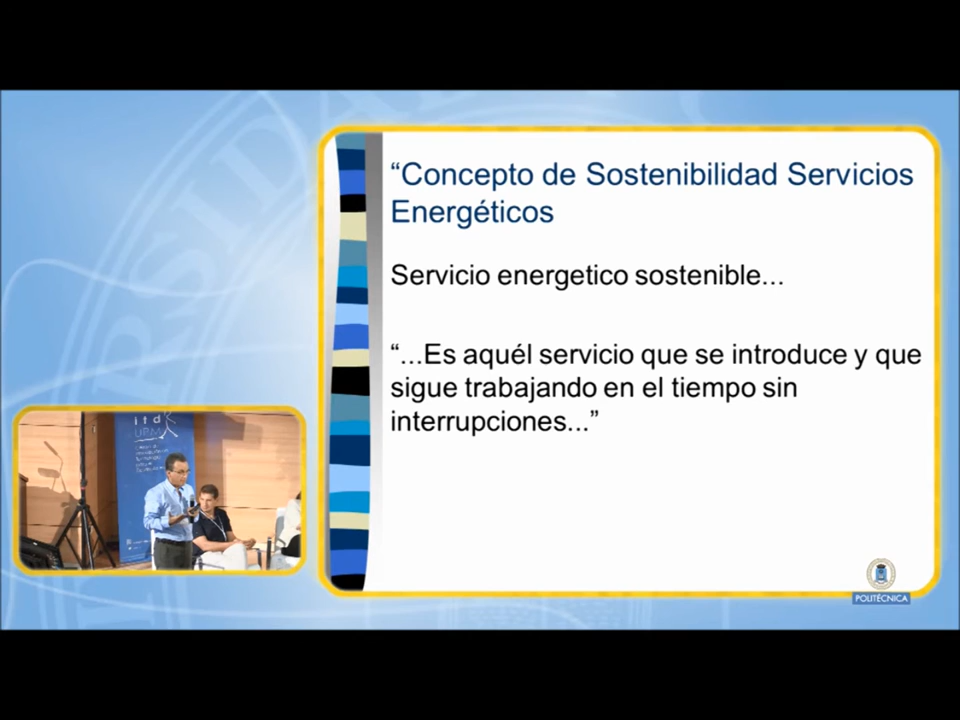 “Concepto de Sostenibilidad Servicios
Energéticos
Servicio energetico sostenible...
“...Es aquél servicio que se introduce y que
sigue trabajando en el tiempo sin
interrupciones...”
itd
UPM
POLITÉCNICA